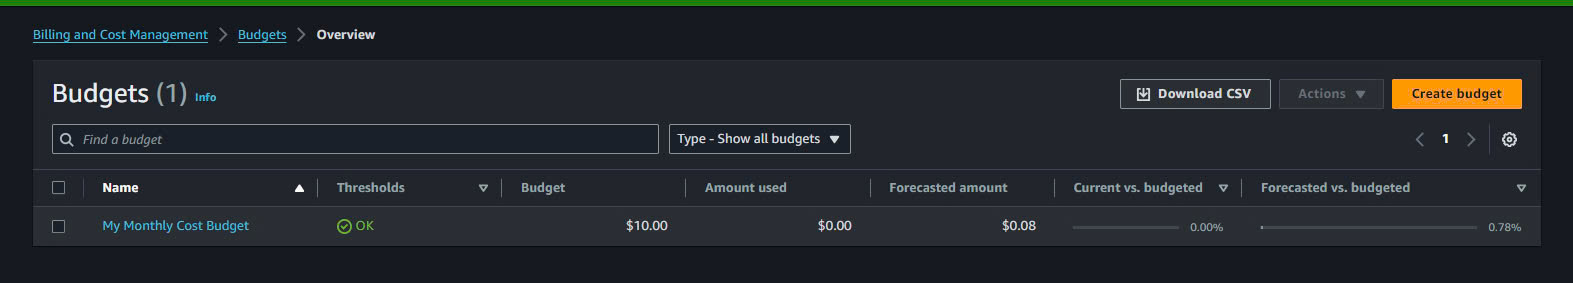 Billing and Cost Management > Budgets > Overview
Budgets (1) Info
Download CSV
Actions
Create budget
Find a budget
Type - Show all budgets
1
Name Thresholds Budget Amount used Forecasted amount Current vs. budgeted Forecasted vs. budgeted
My Monthly Cost Budget OK $10.00 $0.00 $0.08 0.00% 0.78%